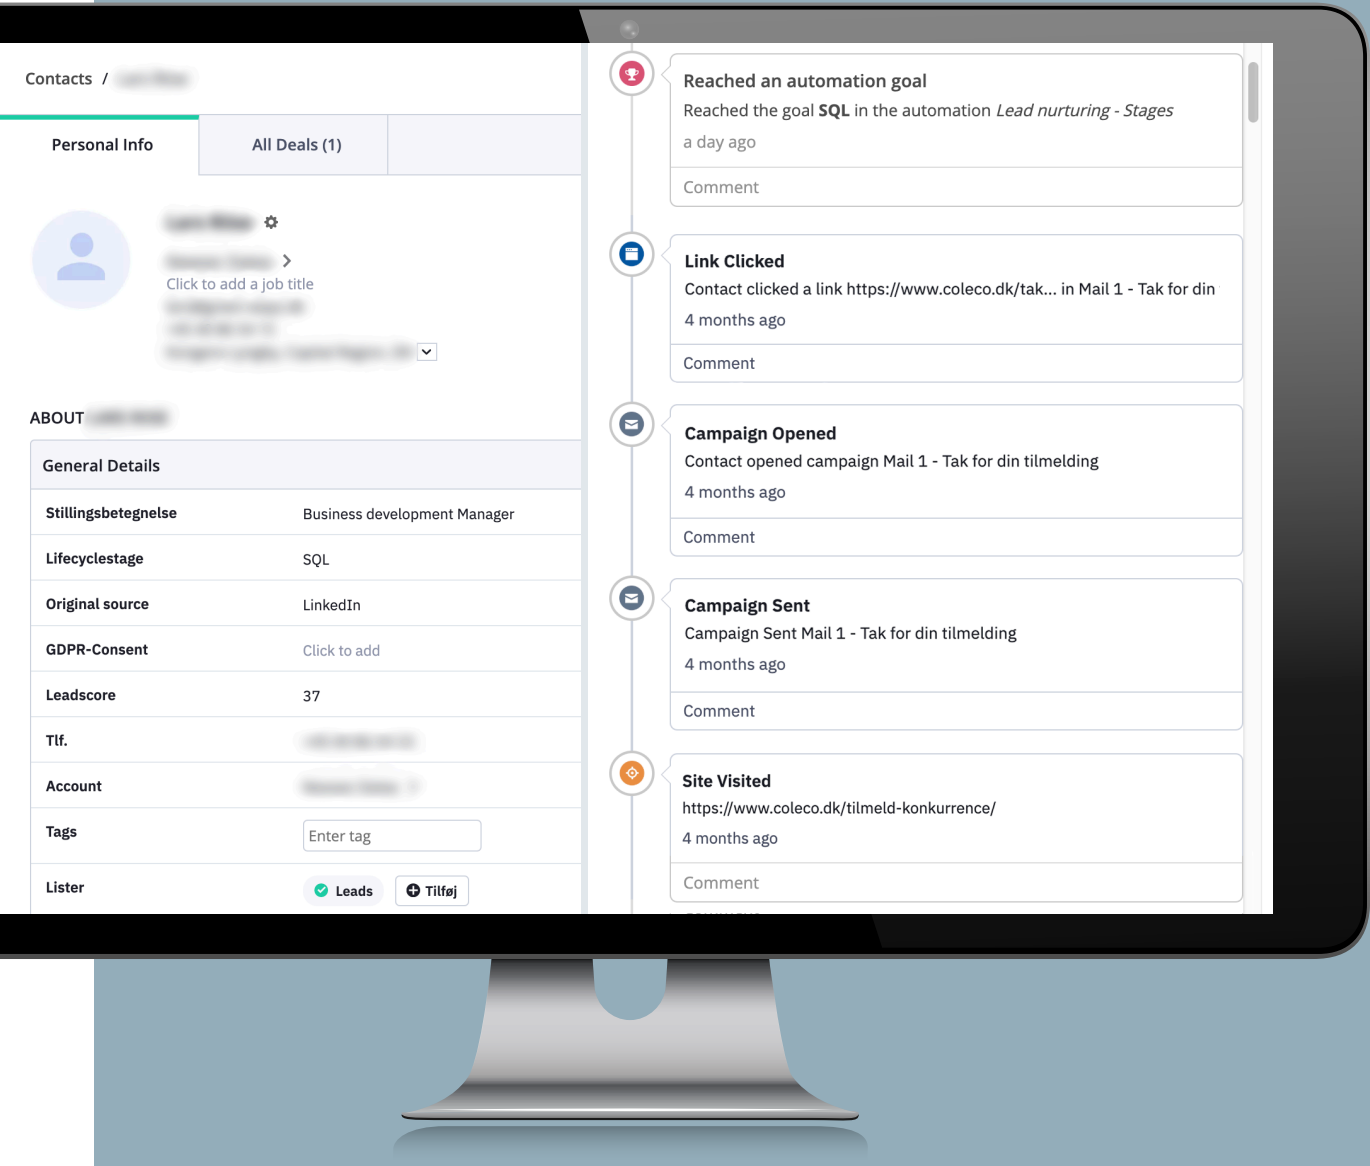 Contacts /
Personal Info
All Deals (1)
Click to add a job title
ABOUT
General Details
Stillingsbetegnelse Business development Manager
Lifecyclestage SQL
Original source LinkedIn
GDPR-Consent Click to add
Leadscore 37
Tlf.
Account
Tags Enter tag
Lister Leads Tilføj
Reached an automation goal
Reached the goal SQL in the automation Lead nurturing - Stages
a day ago
Comment
Link Clicked
Contact clicked a link https://www.coleco.dk/tak... in Mail 1 - Tak for din
4 months ago
Comment
Campaign Opened
Contact opened campaign Mail 1 - Tak for din tilmelding
4 months ago
Comment
Campaign Sent
Campaign Sent Mail 1 - Tak for din tilmelding
4 months ago
Comment
Site Visited
https://www.coleco.dk/tilmeld-konkurrence/
4 months ago
Comment